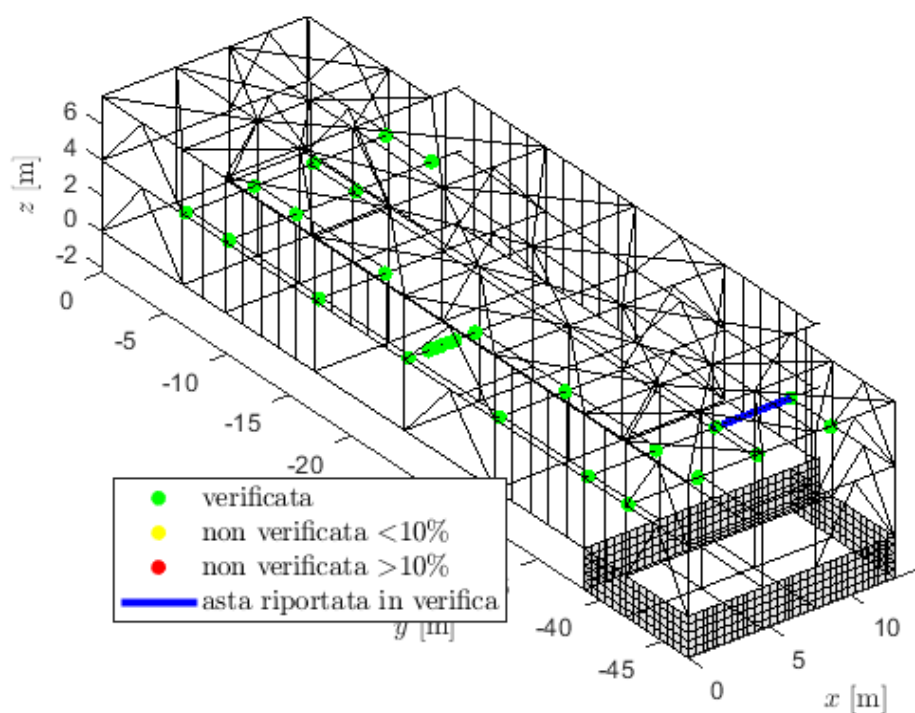 6
4
2
0
-2
z [m]
0
-5
-10
-15
-20
-40
-45
y [m]
0
5
10
x [m]
verificata
non verificata <10%
non verificata >10%
asta riportata in verifica